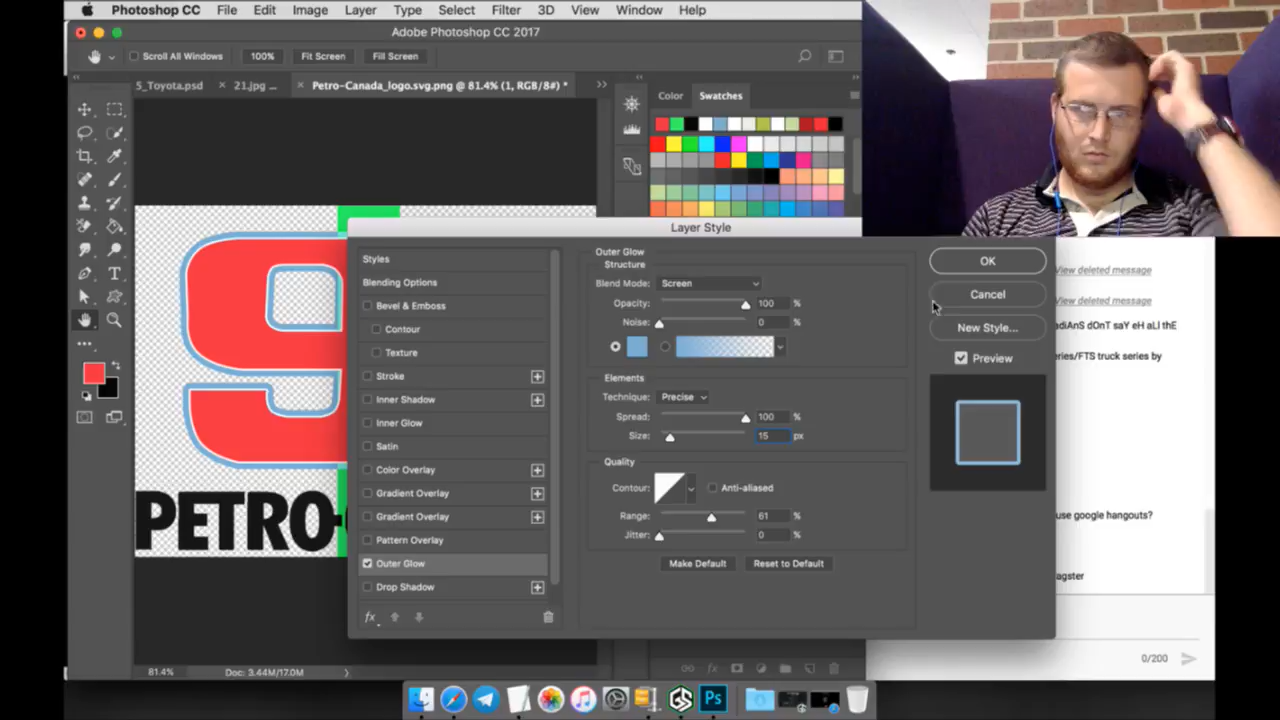 Photoshop CC File Edit Image Layer Type Select Filter 3D View Window Help
Adobe Photoshop CC 2017
Scroll All Windows 100% Fit Screen Fill Screen
5_Toyota.psd 21.jpg ... Petro-Canada_logo.svg.png @ 81.4% (1, RGB/8#) *
Color Swatches
Layer Style
Styles
Blending Options
Bevel & Emboss
Contour
Texture
Stroke
Inner Shadow
Inner Glow
Satin
Color Overlay
Gradient Overlay
Gradient Overlay
Pattern Overlay
Outer Glow
Drop Shadow
fx
Outer Glow
Structure
Blend Mode: Screen
Opacity: 100 %
Noise: 0 %
Elements
Technique: Precise
Spread: 100 %
Size: 15 px
Quality
Contour: Anti-aliased
Range: 61 %
Jitter: 0 %
Make Default Reset to Default
OK
Cancel
New Style...
Preview
View deleted message
View deleted message
adiAnS dOnT saY eH aLl thE
eries/FTS truck series by
use google hangouts?
agster
0/200
9
PETRO-
81.4% Doc: 3.44M/17.0M
fx
Ps